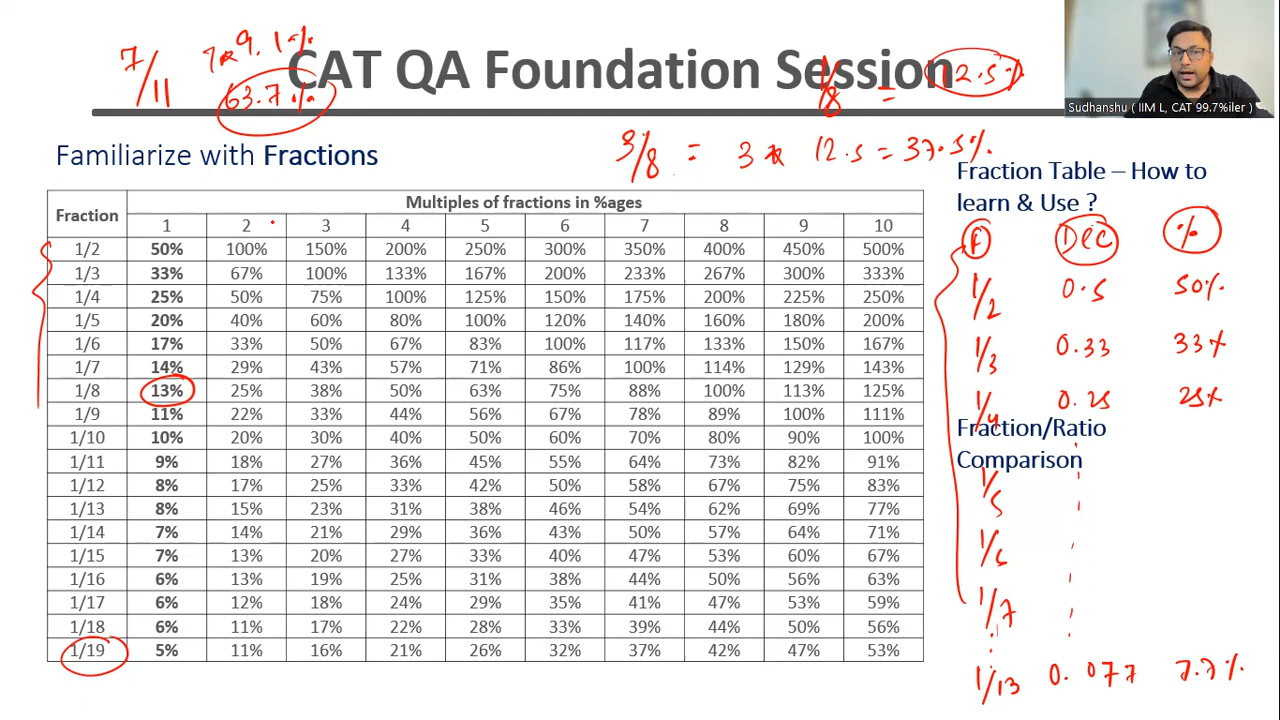 7/11 7*9.1%
63.7%
CAT QA Foundation Session
1/8 = 12.5%
Sudhanshu ( IIM L, CAT 99.7%iler )
Familiarize with Fractions
3/8 = 3 * 12.5 = 37.5%
Fraction Multiples of fractions in %ages
1 2 3 4 5 6 7 8 9 10
1/2 50% 100% 150% 200% 250% 300% 350% 400% 450% 500%
1/3 33% 67% 100% 133% 167% 200% 233% 267% 300% 333%
1/4 25% 50% 75% 100% 125% 150% 175% 200% 225% 250%
1/5 20% 40% 60% 80% 100% 120% 140% 160% 180% 200%
1/6 17% 33% 50% 67% 83% 100% 117% 133% 150% 167%
1/7 14% 29% 43% 57% 71% 86% 100% 114% 129% 143%
1/8 13% 25% 38% 50% 63% 75% 88% 100% 113% 125%
1/9 11% 22% 33% 44% 56% 67% 78% 89% 100% 111%
1/10 10% 20% 30% 40% 50% 60% 70% 80% 90% 100%
1/11 9% 18% 27% 36% 45% 55% 64% 73% 82% 91%
1/12 8% 17% 25% 33% 42% 50% 58% 67% 75% 83%
1/13 8% 15% 23% 31% 38% 46% 54% 62% 69% 77%
1/14 7% 14% 21% 29% 36% 43% 50% 57% 64% 71%
1/15 7% 13% 20% 27% 33% 40% 47% 53% 60% 67%
1/16 6% 13% 19% 25% 31% 38% 44% 50% 56% 63%
1/17 6% 12% 18% 24% 29% 35% 41% 47% 53% 59%
1/18 6% 11% 17% 22% 28% 33% 39% 44% 50% 56%
1/19 5% 11% 16% 21% 26% 32% 37% 42% 47% 53%
Fraction Table – How to
learn & Use ?
F DEC %
1/2 0.5 50%
1/3 0.33 33%
1/4 0.25 25%
Fraction/Ratio
Comparison
1/5
1/6
1/7
1/13 0.077 7.7%